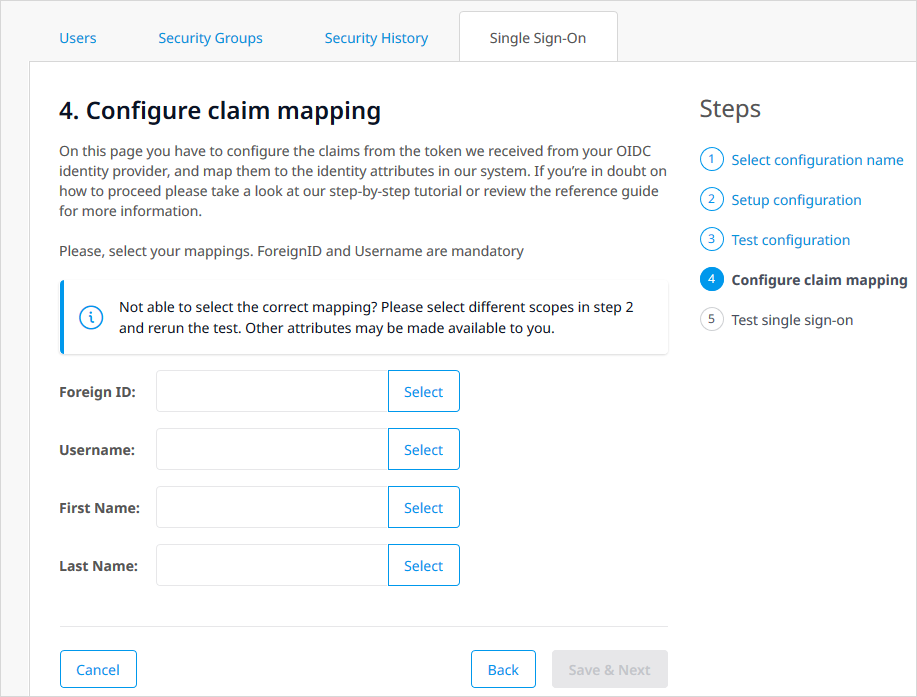 Users Security Groups Security History Single Sign-On
4. Configure claim mapping
On this page you have to configure the claims from the token we received from your OIDC
identity provider, and map them to the identity attributes in our system. If you’re in doubt on
how to proceed please take a look at our step-by-step tutorial or review the reference guide
for more information.
Please, select your mappings. ForeignID and Username are mandatory
Not able to select the correct mapping? Please select different scopes in step 2
and rerun the test. Other attributes may be made available to you.
Foreign ID: Select
Username: Select
First Name: Select
Last Name: Select
Cancel Back Save & Next
Steps
1 Select configuration name
2 Setup configuration
3 Test configuration
4 Configure claim mapping
5 Test single sign-on